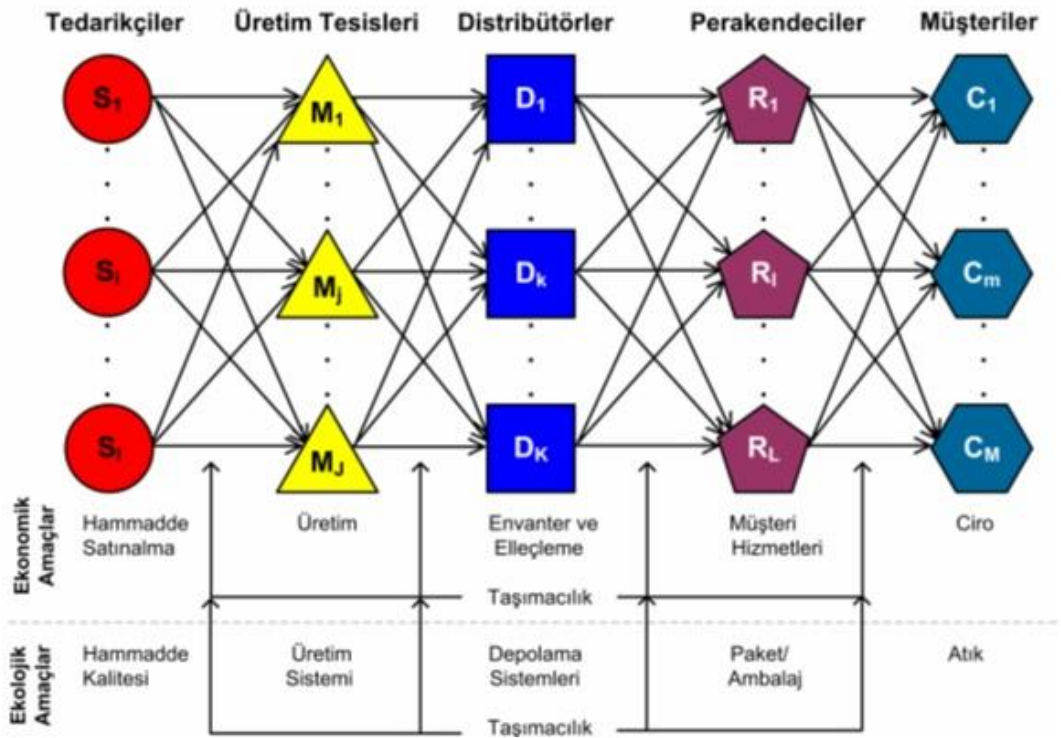 Tedarikçiler Üretim Tesisleri Distribütörler Perakendeciler Müşteriler
S1 M1 D1 R1 C1
Si Mj Dk Rl Cm
SI MJ DK RL CM
Ekonomik Amaçlar
Hammadde Satınalma
Üretim
Envanter ve Elleçleme
Müşteri Hizmetleri
Ciro
Taşımacılık
Ekolojik Amaçlar
Hammadde Kalitesi
Üretim Sistemi
Depolama Sistemleri
Paket/ Ambalaj
Atık
Taşımacılık